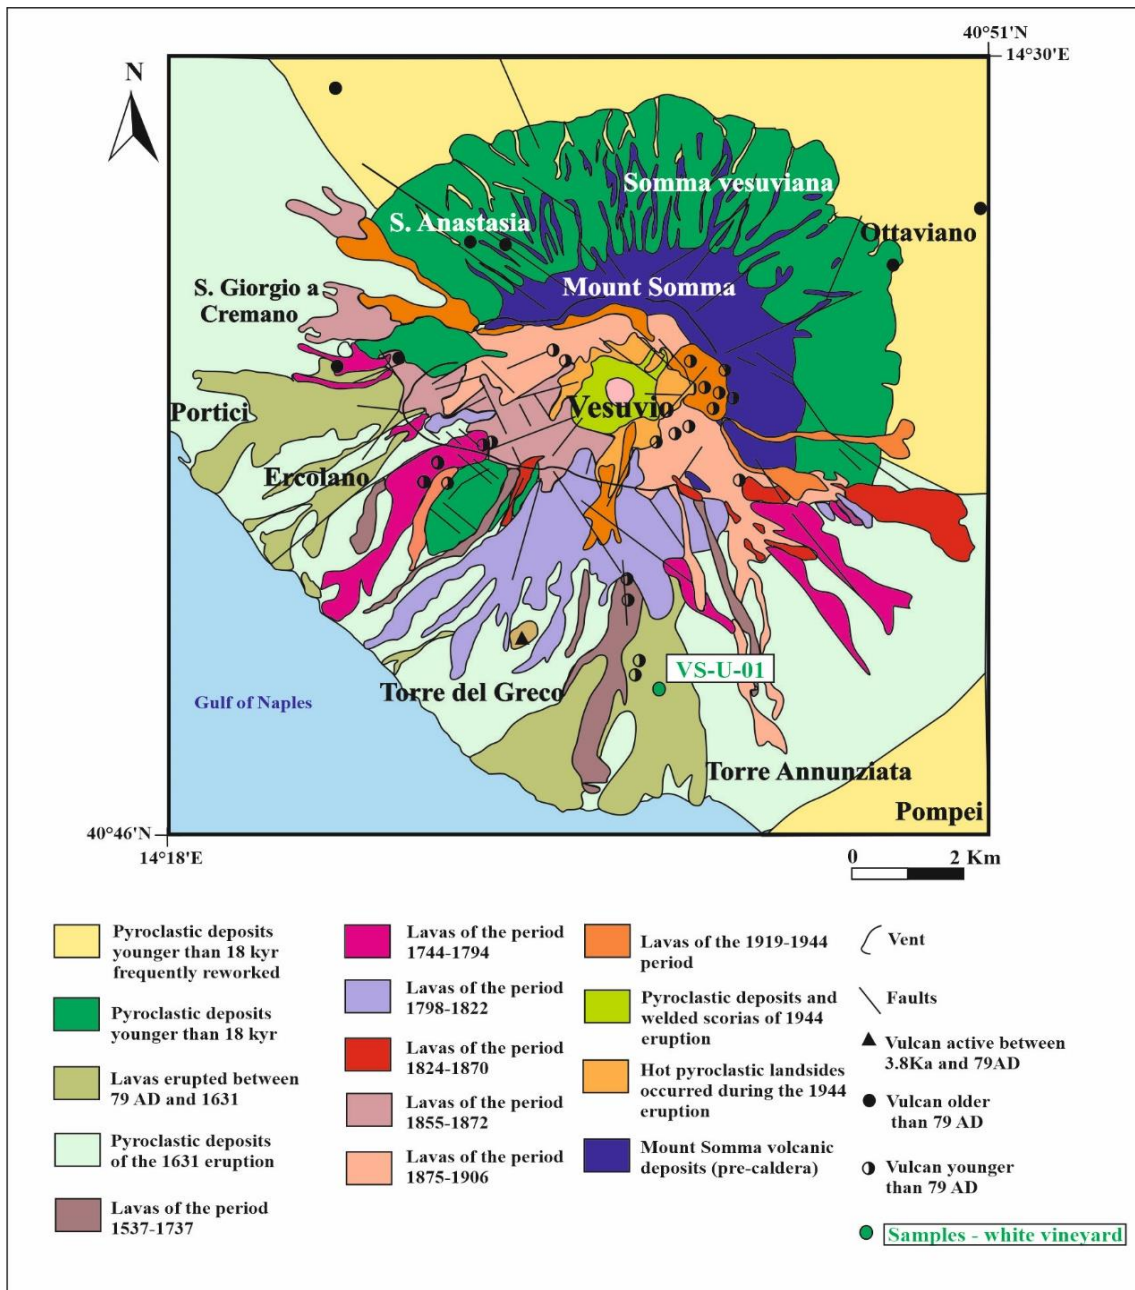 40°51'N
14°30'E
N
Somma vesuviana
S. Anastasia
Ottaviano
S. Giorgio a
Cremano
Mount Somma
Portici
Vesuvio
Ercolano
VS-U-01
Torre del Greco
Gulf of Naples
Torre Annunziata
Pompei
40°46'N
14°18'E
0 2 Km
Pyroclastic deposits
younger than 18 kyr
frequently reworked
Pyroclastic deposits
younger than 18 kyr
Lavas erupted between
79 AD and 1631
Pyroclastic deposits
of the 1631 eruption
Lavas of the period
1537-1737
Lavas of the period
1744-1794
Lavas of the period
1798-1822
Lavas of the period
1824-1870
Lavas of the period
1855-1872
Lavas of the period
1875-1906
Lavas of the 1919-1944
period
Pyroclastic deposits and
welded scorias of 1944
eruption
Hot pyroclastic landsides
occurred during the 1944
eruption
Mount Somma volcanic
deposits (pre-caldera)
Vent
Faults
Vulcan active between
3.8Ka and 79AD
Vulcan older
than 79 AD
Vulcan younger
than 79 AD
Samples - white vineyard